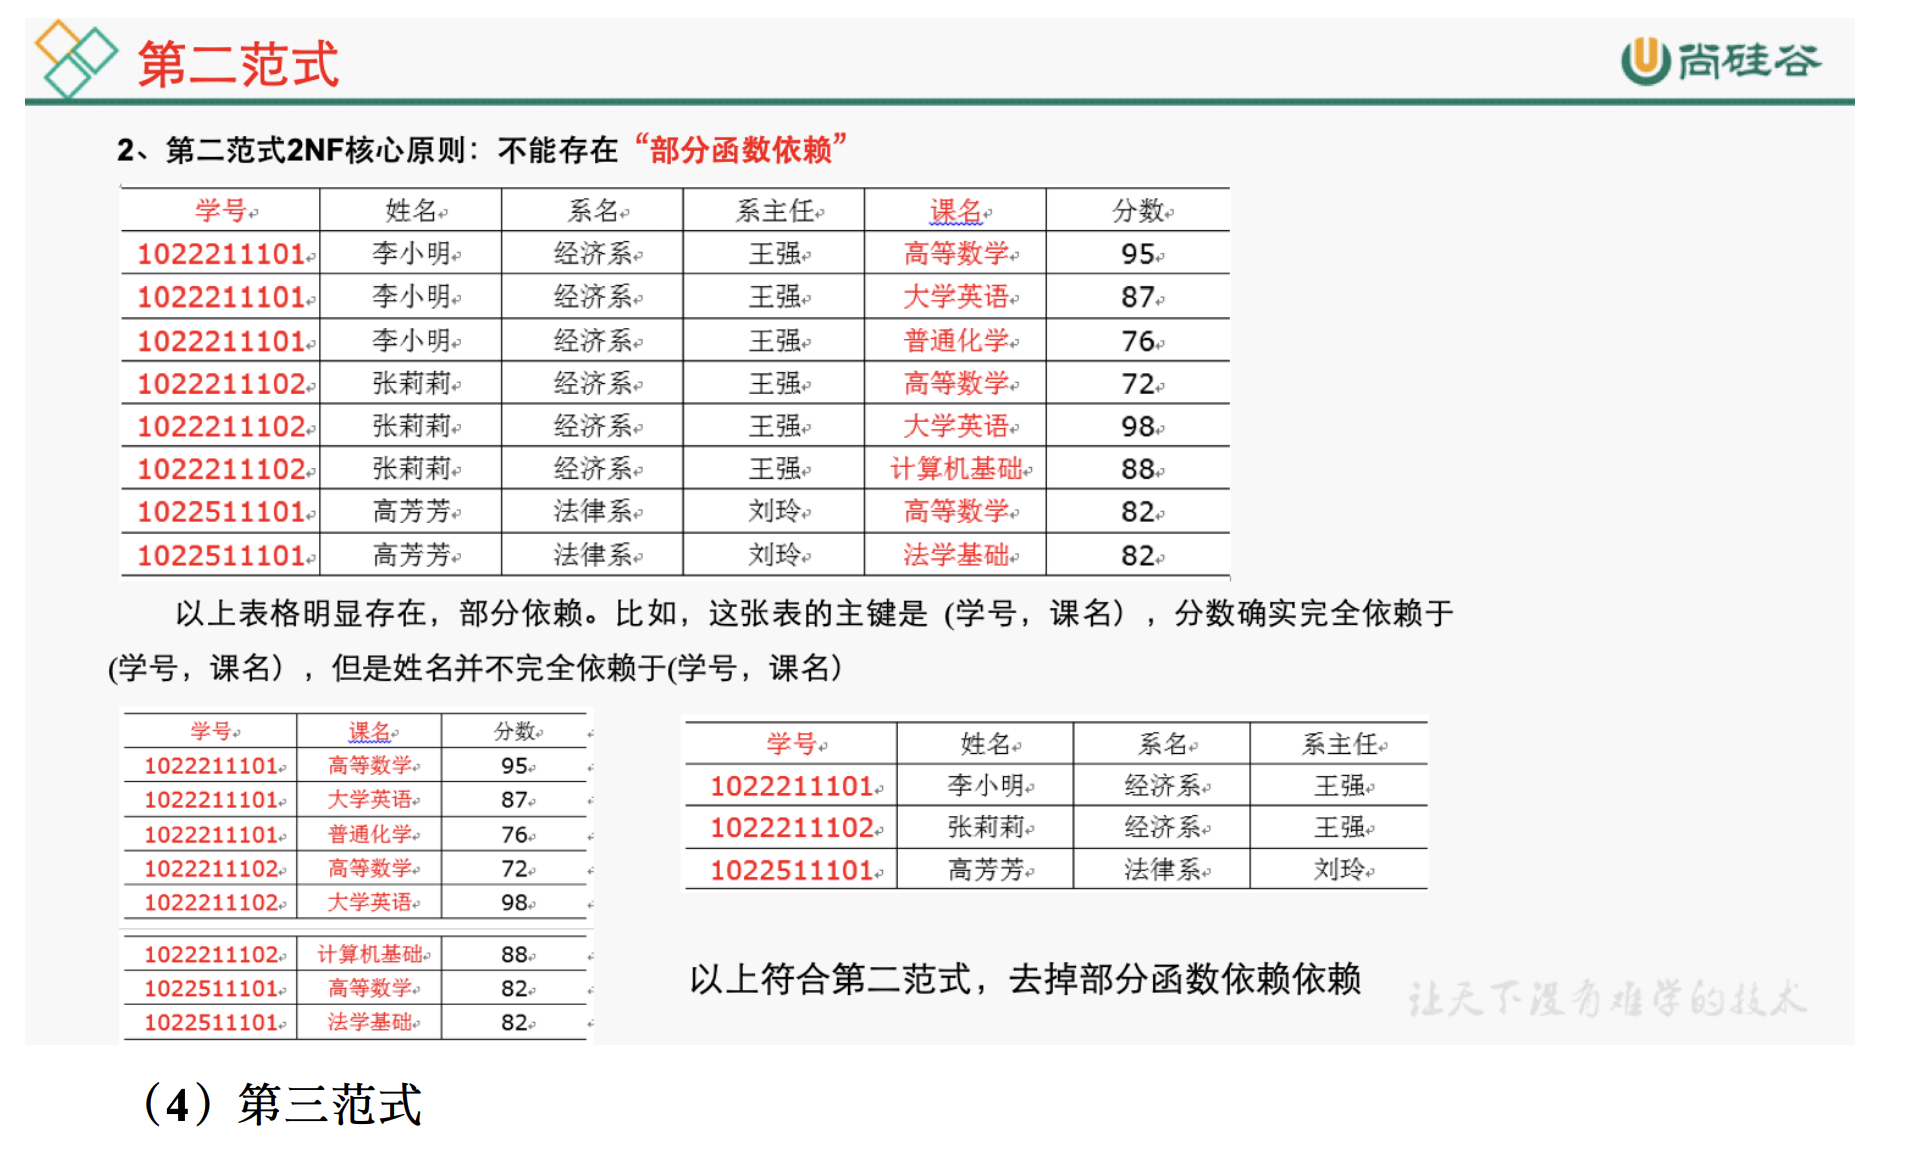 第二范式
尚硅谷
2、第二范式2NF核心原则：不能存在“部分函数依赖”
学号 姓名 系名 系主任 课名 分数
1022211101 李小明 经济系 王强 高等数学 95
1022211101 李小明 经济系 王强 大学英语 87
1022211101 李小明 经济系 王强 普通化学 76
1022211102 张莉莉 经济系 王强 高等数学 72
1022211102 张莉莉 经济系 王强 大学英语 98
1022211102 张莉莉 经济系 王强 计算机基础 88
1022511101 高芳芳 法律系 刘玲 高等数学 82
1022511101 高芳芳 法律系 刘玲 法学基础 82
以上表格明显存在，部分依赖。比如，这张表的主键是 (学号，课名），分数确实完全依赖于
(学号，课名），但是姓名并不完全依赖于(学号，课名）
学号 课名 分数
1022211101 高等数学 95
1022211101 大学英语 87
1022211101 普通化学 76
1022211102 高等数学 72
1022211102 大学英语 98
1022211102 计算机基础 88
1022511101 高等数学 82
1022511101 法学基础 82
学号 姓名 系名 系主任
1022211101 李小明 经济系 王强
1022211102 张莉莉 经济系 王强
1022511101 高芳芳 法律系 刘玲
以上符合第二范式，去掉部分函数依赖依赖
让天下没有难学的技术
（4）第三范式